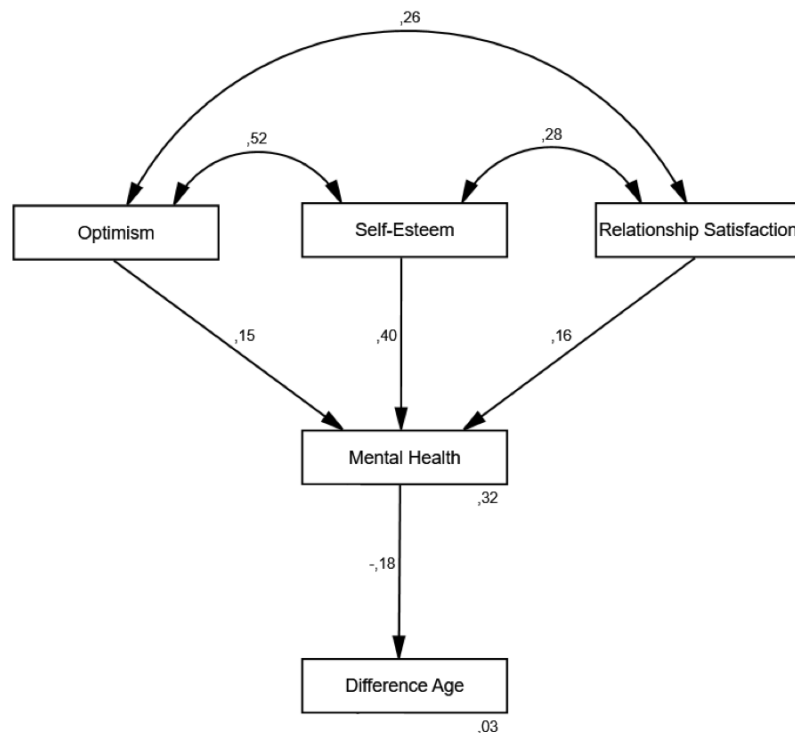 ,26
,52
,28
Optimism
Self-Esteem
Relationship Satisfaction
,15
,40
,16
Mental Health
,32
-,18
Difference Age
,03